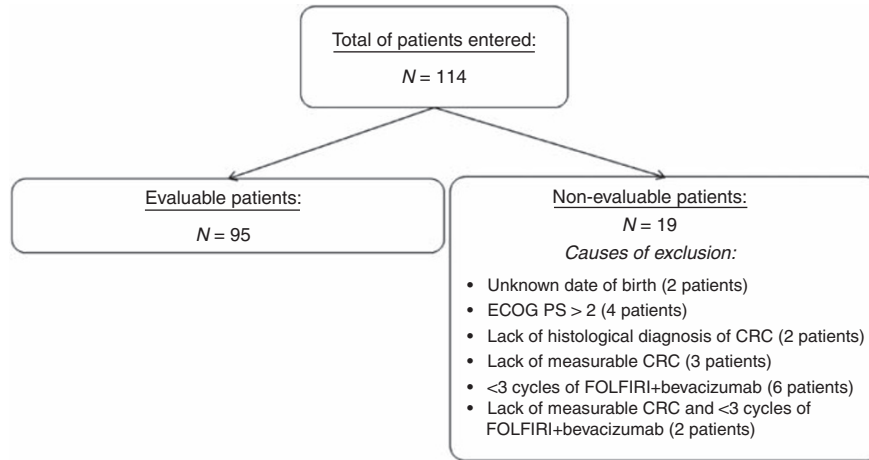 Total of patients entered:
N = 114
Evaluable patients:
N = 95
Non-evaluable patients:
N = 19
Causes of exclusion:
• Unknown date of birth (2 patients)
• ECOG PS > 2 (4 patients)
• Lack of histological diagnosis of CRC (2 patients)
• Lack of measurable CRC (3 patients)
• <3 cycles of FOLFIRI+bevacizumab (6 patients)
• Lack of measurable CRC and <3 cycles of
FOLFIRI+bevacizumab (2 patients)